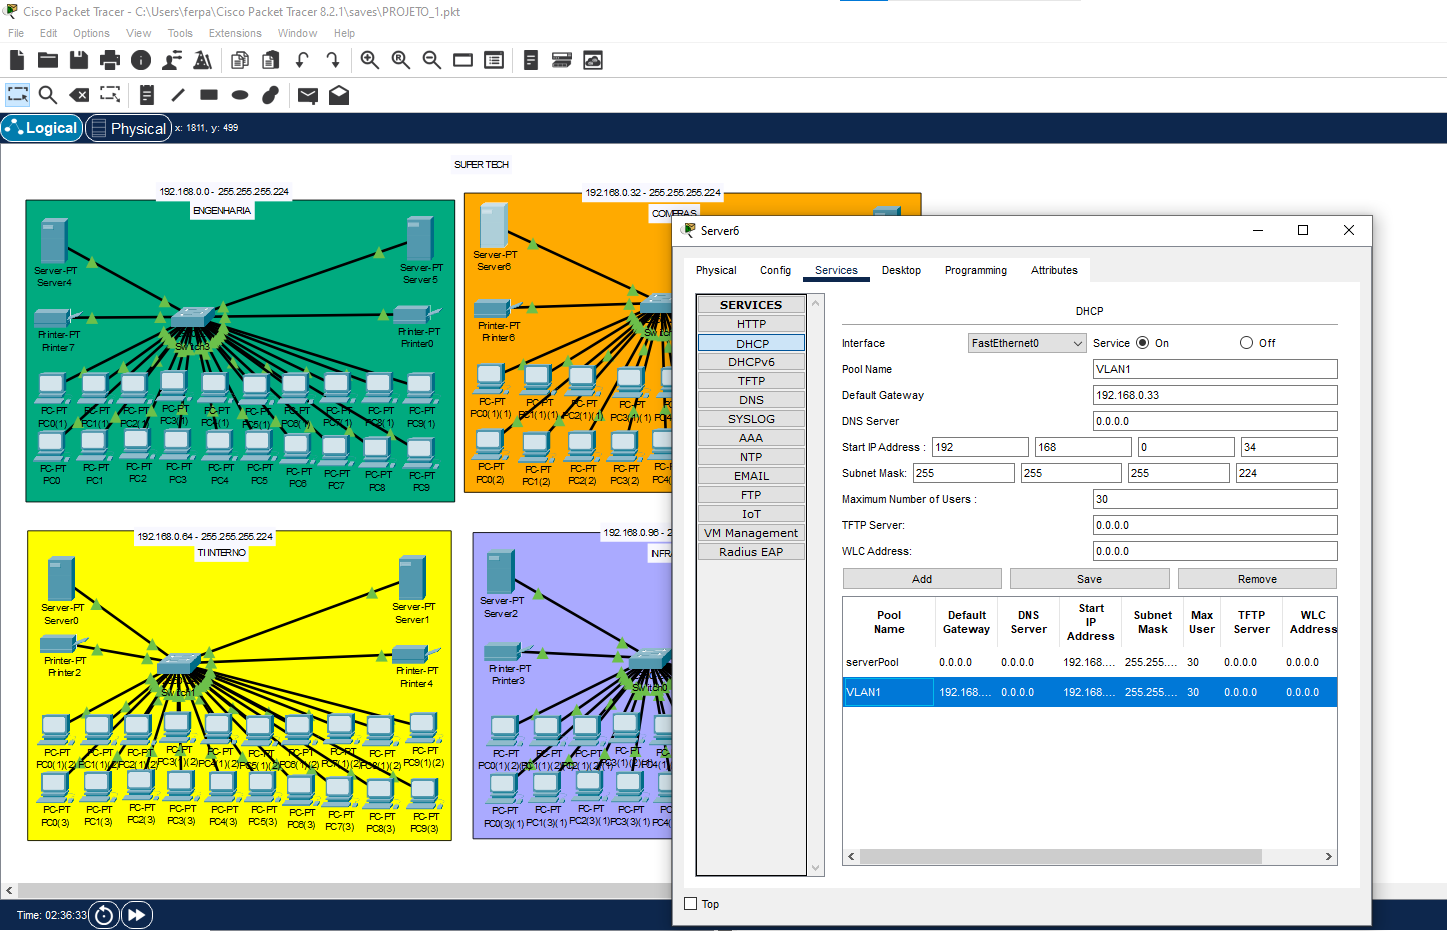 Cisco Packet Tracer - C:\Users\ferpa\Cisco Packet Tracer 8.2.1\saves\PROJETO_1.pkt
File Edit Options View Tools Extensions Window Help
Logical Physical x: 1811, y: 499
SUPER TECH
192.168.0.0 - 255.255.255.224
ENGENHARIA
Server-PT
Server4
Server-PT
Server5
Printer-PT
Printer7
Printer-PT
Printer0
Switch3
PC-PT PC-PT PC-PT PC-PT PC-PT PC-PT PC-PT PC-PT PC-PT PC-PT
PC0(1) PC1(1) PC2(1) PC3(1) PC4(1) PC5(1) PC6(1) PC7(1) PC8(1) PC9(1)
PC-PT PC-PT PC-PT PC-PT PC-PT PC-PT PC-PT PC-PT PC-PT PC-PT
PC0 PC1 PC2 PC3 PC4 PC5 PC6 PC7 PC8 PC9
192.168.0.32 - 255.255.255.224
COMPRAS
Server-PT
Server6
Printer-PT
Printer6
PC-PT PC-PT PC-PT PC-PT
PC0(1)(1) PC1(1)(1) PC2(1)(1) PC3(1)(1) PC4
PC-PT PC-PT PC-PT PC-PT
PC0(2) PC1(2) PC2(2) PC3(2) PC4(
192.168.0.64 - 255.255.255.224
TI INTERNO
Server-PT
Server0
Server-PT
Server1
Printer-PT
Printer2
Printer-PT
Printer4
Switch1
PC-PT PC-PT PC-PT PC-PT PC-PT PC-PT PC-PT PC-PT PC-PT PC-PT
PC0(1)(2) PC1(1)(2) PC2(1)(2) PC3(1)(2) PC4(1)(2) PC5(1)(2) PC6(1)(2) PC7(1)(2) PC8(1)(2) PC9(1)(2)
PC-PT PC-PT PC-PT PC-PT PC-PT PC-PT PC-PT PC-PT PC-PT PC-PT
PC0(3) PC1(3) PC2(3) PC3(3) PC4(3) PC5(3) PC6(3) PC7(3) PC8(3) PC9(3)
192.168.0.96 - 2
INFRA
Server-PT
Server2
Printer-PT
Printer3
Switch0
PC-PT PC-PT PC-PT PC-PT
PC-PT PC-PT PC-PT PC-PT
PC0(3)(1) PC1(3)(1) PC2(3)(1) PC3(3)(1) PC4(
Time: 02:36:33
Server6
Physical Config Services Desktop Programming Attributes
SERVICES
HTTP
DHCP
DHCPv6
TFTP
DNS
SYSLOG
AAA
NTP
EMAIL
FTP
IoT
VM Management
Radius EAP
DHCP
Interface FastEthernet0 Service On Off
Pool Name VLAN1
Default Gateway 192.168.0.33
DNS Server 0.0.0.0
Start IP Address : 192 168 0 34
Subnet Mask: 255 255 255 224
Maximum Number of Users : 30
TFTP Server: 0.0.0.0
WLC Address: 0.0.0.0
Add Save Remove
Pool Name Default Gateway DNS Server Start IP Address Subnet Mask Max User TFTP Server WLC Address
serverPool 0.0.0.0 0.0.0.0 192.168.... 255.255.... 30 0.0.0.0 0.0.0.0
VLAN1 192.168.... 0.0.0.0 192.168.... 255.255.... 30 0.0.0.0 0.0.0.0
Top